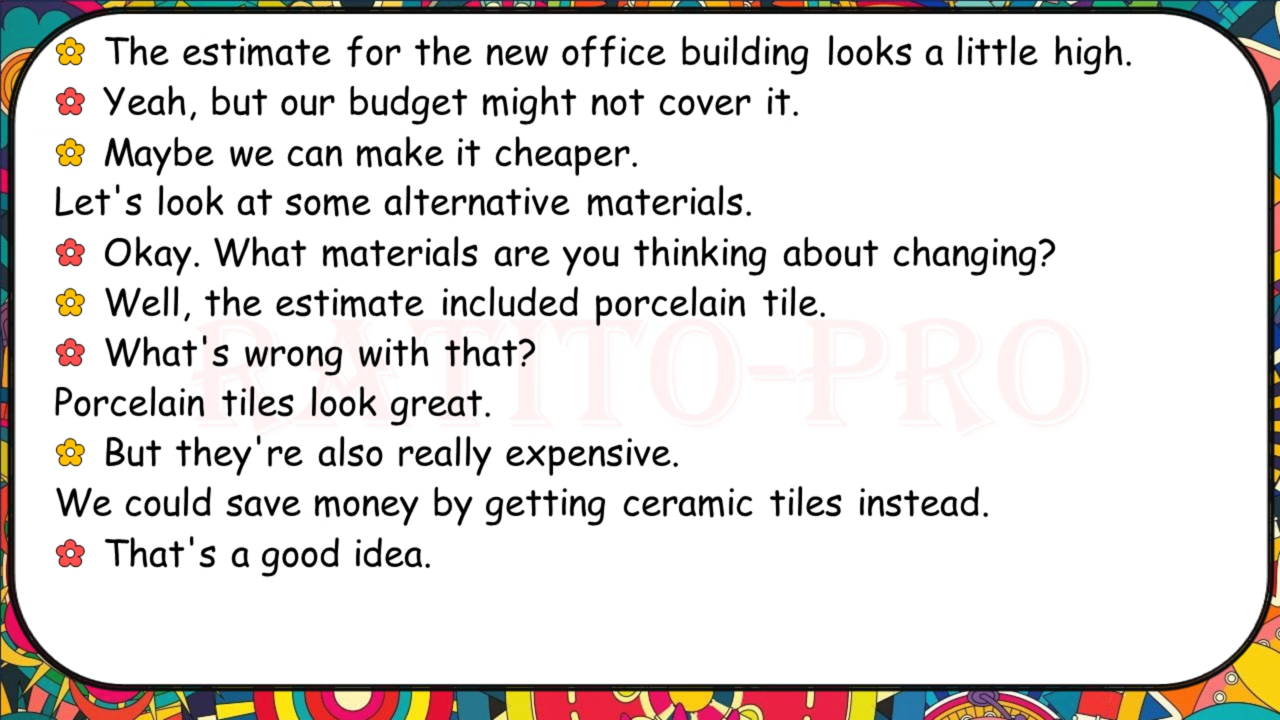 The estimate for the new office building looks a little high.
Yeah, but our budget might not cover it.
Maybe we can make it cheaper.
Let's look at some alternative materials.
Okay. What materials are you thinking about changing?
Well, the estimate included porcelain tile.
What's wrong with that?
RATITO-PRO
Porcelain tiles look great.
But they're also really expensive.
We could save money by getting ceramic tiles instead.
That's a good idea.